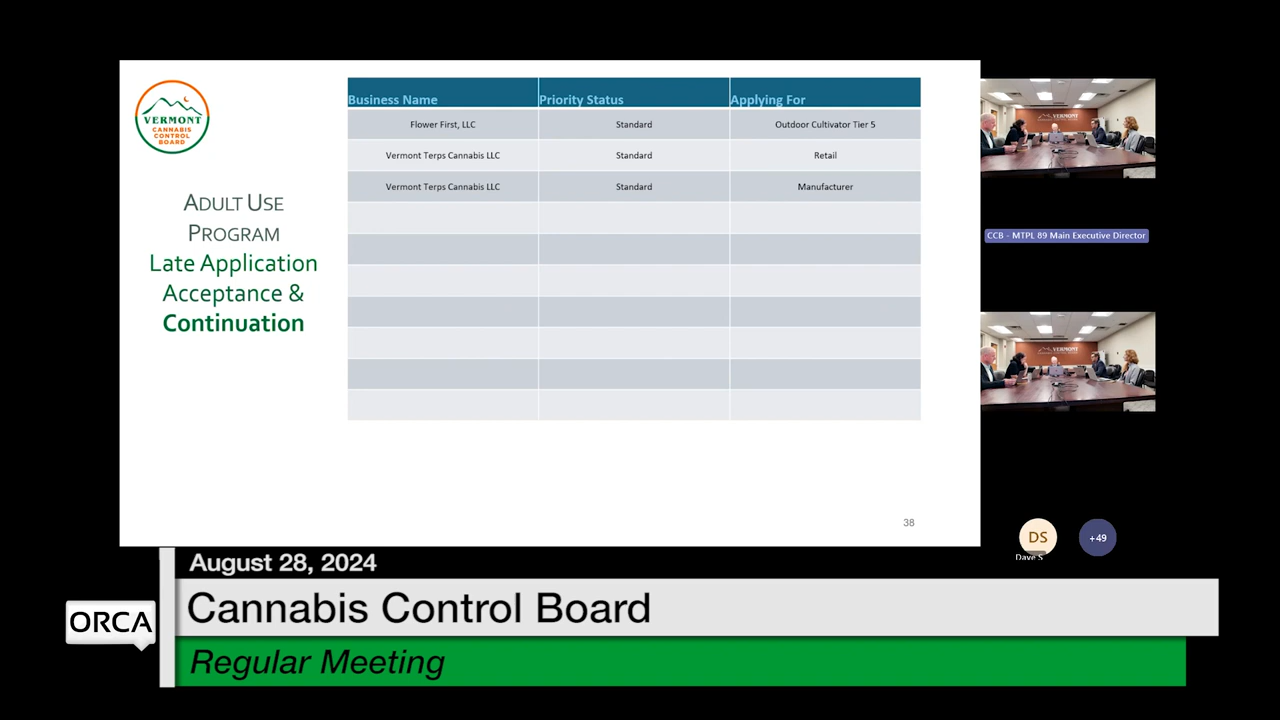 VERMONT
CANNABIS
CONTROL
BOARD
ADULT USE
PROGRAM
Late Application
Acceptance &
Continuation
Business Name Priority Status Applying For
Flower First, LLC Standard Outdoor Cultivator Tier 5
Vermont Terps Cannabis LLC Standard Retail
Vermont Terps Cannabis LLC Standard Manufacturer
38
VERMONT
CCB - MTPL 89 Main Executive Director
VERMONT
DS
Dave S
+49
August 28, 2024
ORCA
Cannabis Control Board
Regular Meeting